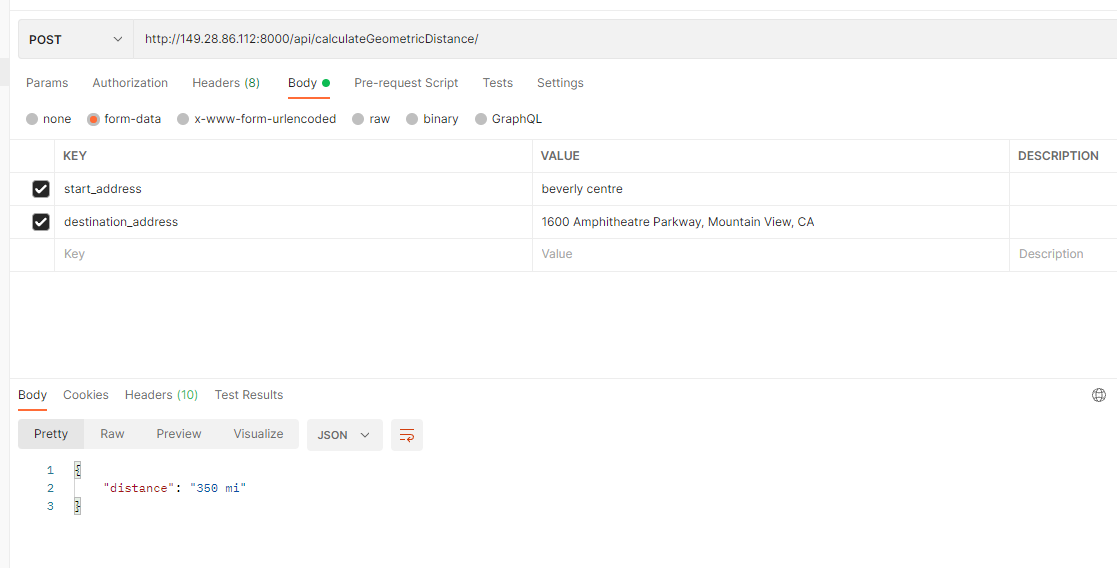 POST http://149.28.86.112:8000/api/calculateGeometricDistance/
Params Authorization Headers (8) Body Pre-request Script Tests Settings
none form-data x-www-form-urlencoded raw binary GraphQL
KEY VALUE DESCRIPTION
start_address beverly centre
destination_address 1600 Amphitheatre Parkway, Mountain View, CA
Key Value Description
Body Cookies Headers (10) Test Results
Pretty Raw Preview Visualize JSON
1 {
2 "distance": "350 mi"
3 }